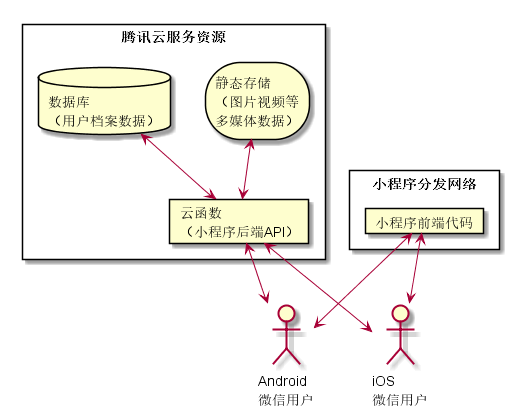 腾讯云服务资源
数据库
（用户档案数据）
静态存储
（图片视频等
多媒体数据）
云函数
（小程序后端API）
小程序分发网络
小程序前端代码
Android
微信用户
iOS
微信用户